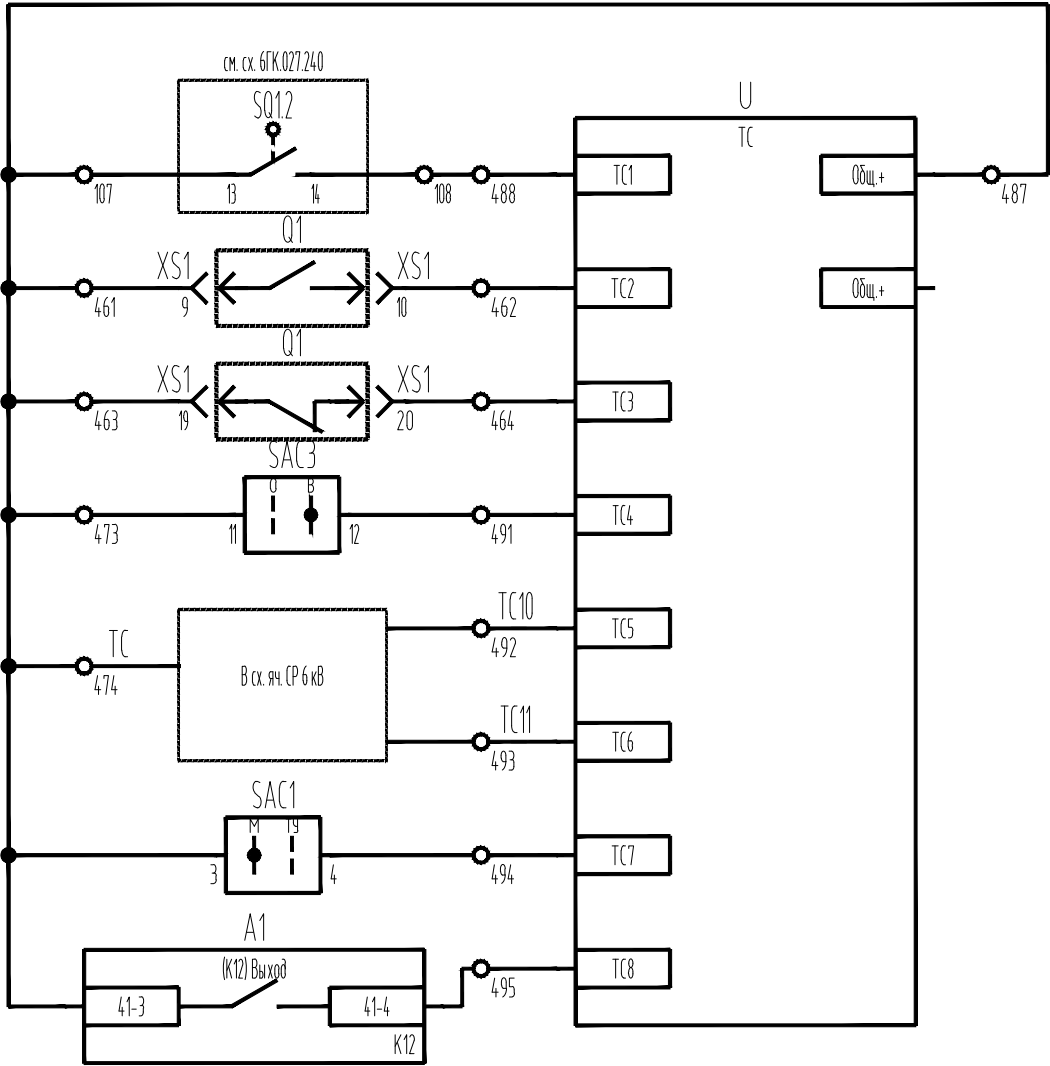 см. сх. 6ГК.027.240
SQ1.2
U
ТС
107
13
14
108
488
ТС1
Общ.+
487
Q1
XS1
XS1
461
9
10
462
ТС2
Общ.+
Q1
XS1
XS1
463
19
20
464
ТС3
SAC3
О В
473
11
12
491
ТС4
ТС
474
В сх. яч. СР 6 кВ
ТС10
492
ТС5
ТС11
493
ТС6
SAC1
М ТУ
3
4
494
ТС7
А1
(К12) Выход
41-3
41-4
К12
495
ТС8